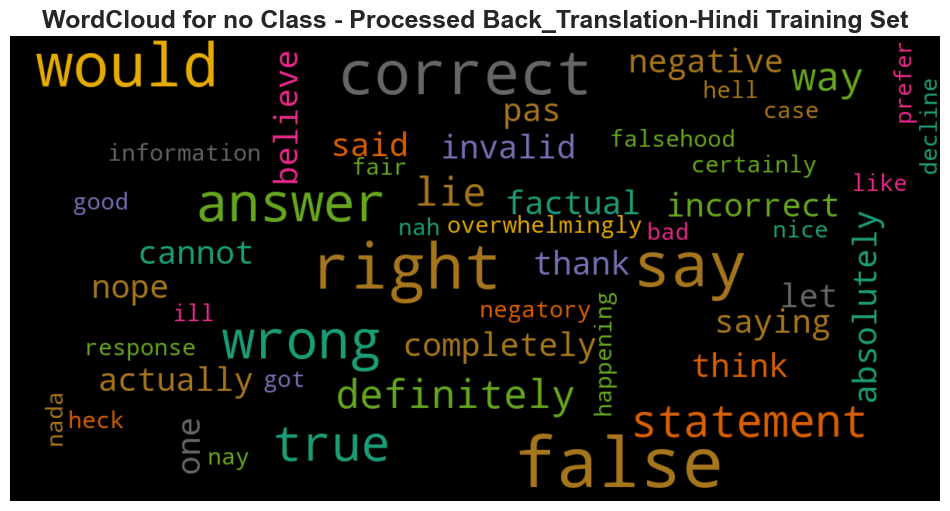 WordCloud for no Class - Processed Back_Translation-Hindi Training Set
would
believe
correct
negative
hell
way
prefer
decline
pas
case
information
said
fair
invalid
falsehood
certainly
like
good
answer
lie
factual
incorrect
nah
overwhelmingly
bad
nice
cannot
right
thank
say
absolutely
nope
ill
negatory
happening
let
saying
response
wrong
completely
think
actually
got
definitely
nada
heck
one
nay
true
statement
false